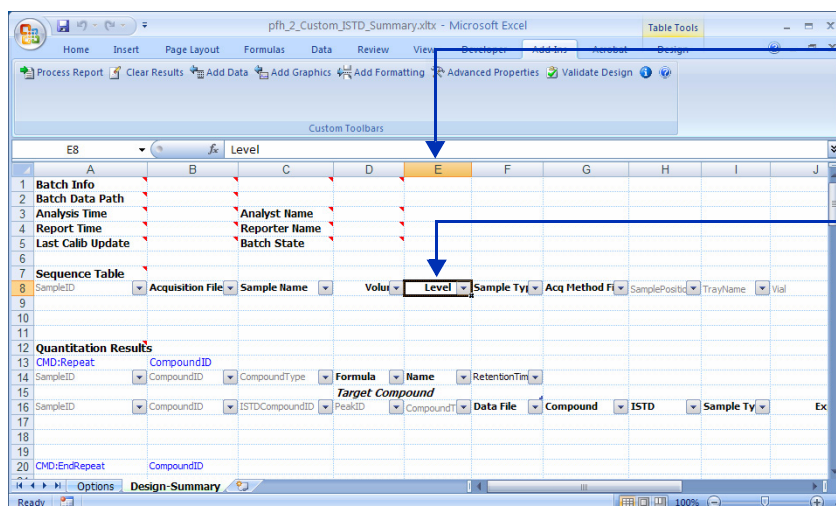 pfh_2_Custom_ISTD_Summary.xltx - Microsoft Excel Table Tools
Home Insert Page Layout Formulas Data Review View Developer Add-Ins Acrobat Design
Process Report Clear Results Add Data Add Graphics Add Formatting Advanced Properties Validate Design
Custom Toolbars
E8 fx Level
A B C D E F G H I J
1 Batch Info
2 Batch Data Path
3 Analysis Time Analyst Name
4 Report Time Reporter Name
5 Last Calib Update Batch State
6
7 Sequence Table
8 SampleID Acquisition File Sample Name Volu Level Sample Ty Acq Method Fi SamplePositio TrayName Vial
9
10
11
12 Quantitation Results
13 CMD:Repeat CompoundID
14 SampleID CompoundID CompoundType Formula Name RetentionTim
15 Target Compound
16 SampleID CompoundID ISTDCompoundID PeakID CompoundT Data File Compound ISTD Sample Ty Ex
17
18
19
20 CMD:EndRepeat CompoundID
Options Design-Summary
Ready 100%